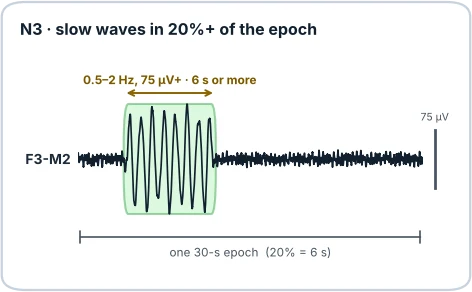 N3 · slow waves in 20%+ of the epoch
0.5–2 Hz, 75 µV+ · 6 s or more
75 µV
F3-M2
one 30-s epoch (20% = 6 s)